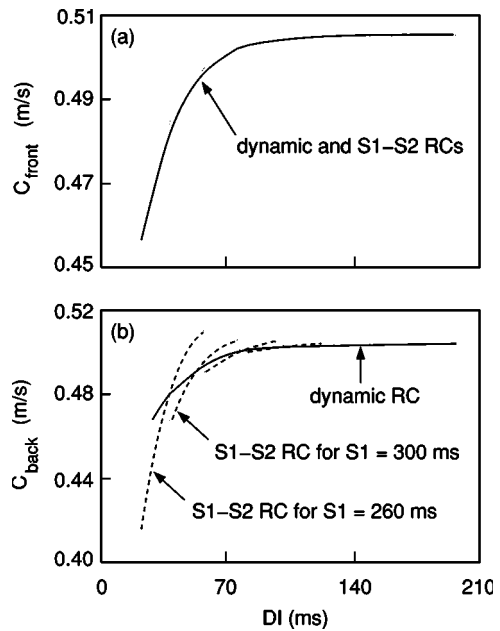 0.51
(a)
0.49
dynamic and S1−S2 RCs
0.47
0.45
C_front (m/s)
0.52
(b)
0.48
dynamic RC
S1−S2 RC for S1 = 300 ms
0.44
S1−S2 RC for S1 = 260 ms
0.40
C_back (m/s)
0 70 140 210
DI (ms)